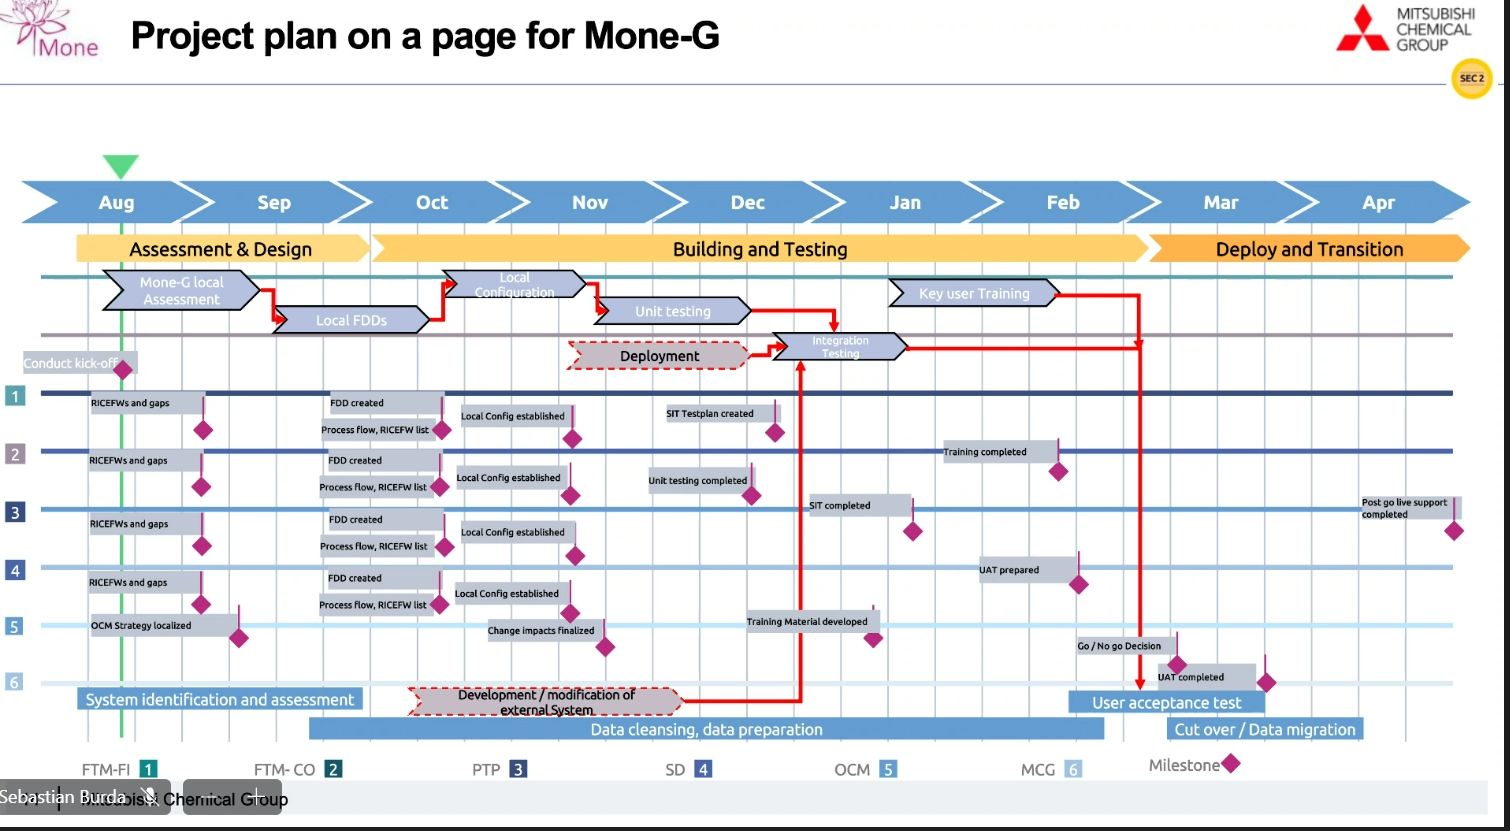 Mone
Project plan on a page for Mone-G
MITSUBISHI
CHEMICAL
GROUP
SEC 2
Aug
Sep
Oct
Nov
Dec
Jan
Feb
Mar
Apr
Assessment & Design
Building and Testing
Deploy and Transition
Mone-G local
Assessment
Local FDDs
Local
Configuration
Unit testing
Key user Training
Deployment
Integration
Testing
Conduct kick-off
1
RICEFWs and gaps
FDD created
Process flow, RICEFW list
Local Config established
SIT Testplan created
2
RICEFWs and gaps
FDD created
Process flow, RICEFW list
Local Config established
Unit testing completed
Training completed
3
RICEFWs and gaps
FDD created
Process flow, RICEFW list
Local Config established
SIT completed
Post go live support
completed
4
RICEFWs and gaps
FDD created
Process flow, RICEFW list
Local Config established
UAT prepared
5
OCM Strategy localized
Change impacts finalized
Training Material developed
Go / No go Decision
6
UAT completed
System identification and assessment
Development / modification of
external System
User acceptance test
Data cleansing, data preparation
Cut over / Data migration
FTM-FI 1
FTM- CO 2
PTP 3
SD 4
OCM 5
MCG 6
Milestone
Sebastian Burda
Mitsubishi Chemical Group